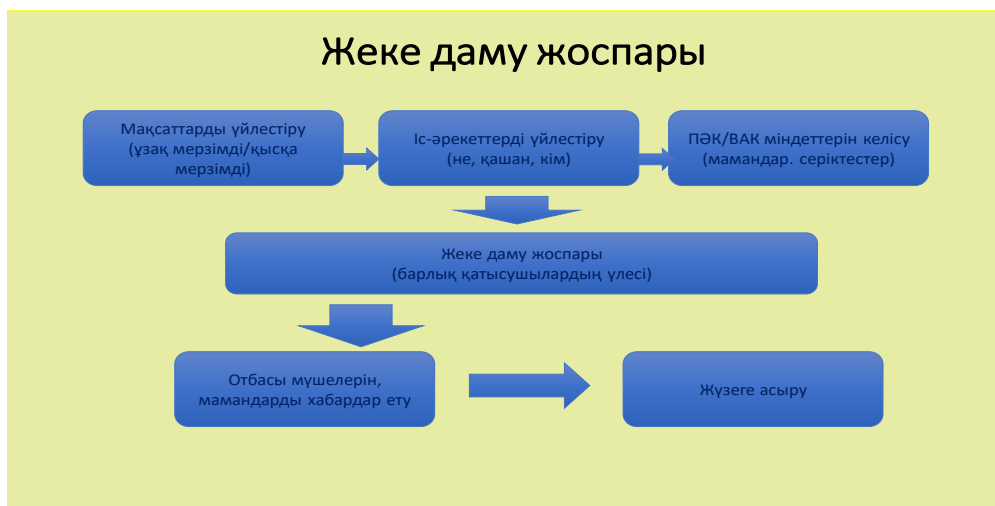 Жеке даму жоспары
Мақсаттарды үйлестіру
(ұзақ мерзімді/қысқа
мерзімді)
Іс-әрекеттерді үйлестіру
(не, қашан, кім)
ПӘК/ВАК міндеттерін келісу
(мамандар. серіктестер)
Жеке даму жоспары
(барлық қатысушылардың үлесі)
Отбасы мүшелерін,
мамандарды хабардар ету
Жүзеге асыру